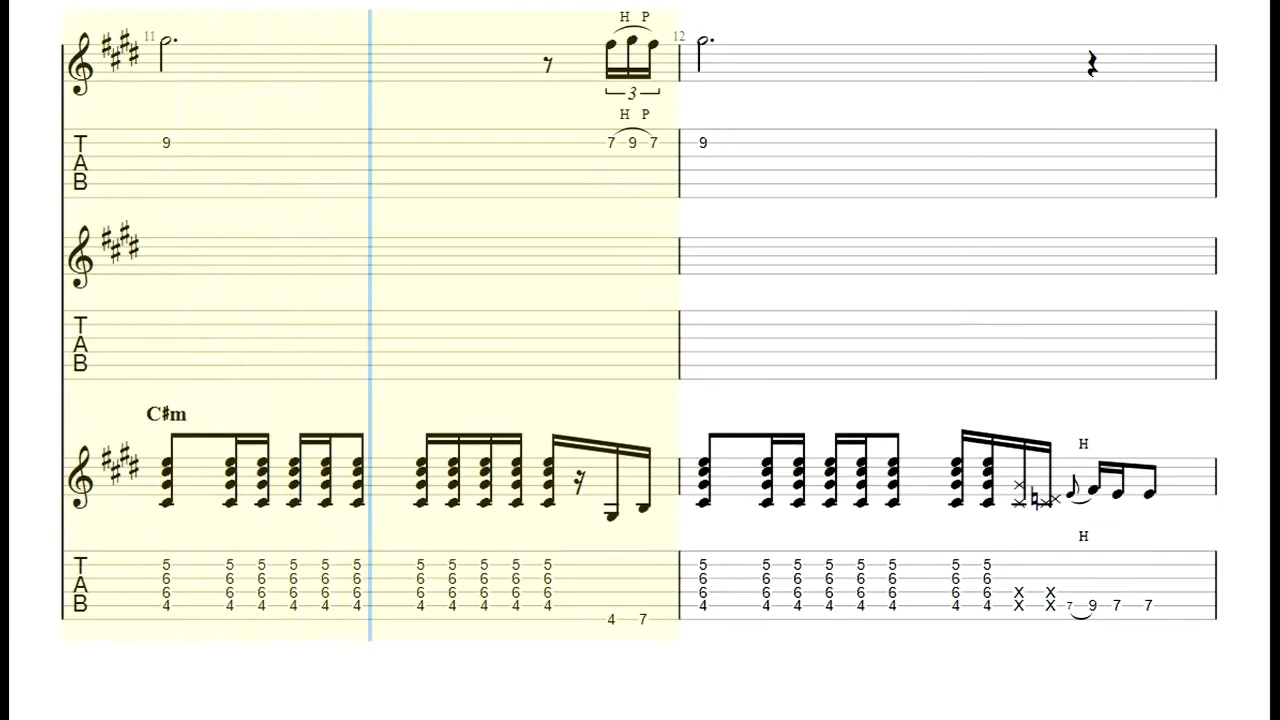 H P
11 12
3
H P
T 9 7 9 7 9
A
B
T
A
B
C♯m
H
H
T 5 5 5 5 5 5 5 5 5 5 5 5 5 5 5 5 5 5 5
A 6 6 6 6 6 6 6 6 6 6 6 6 6 6 6 6 6 6 6
6 6 6 6 6 6 6 6 6 6 6 6 6 6 6 6 6 6 6 X X
B 4 4 4 4 4 4 4 4 4 4 4 4 4 4 4 4 4 4 4 X X 7 9 7 7
4 7